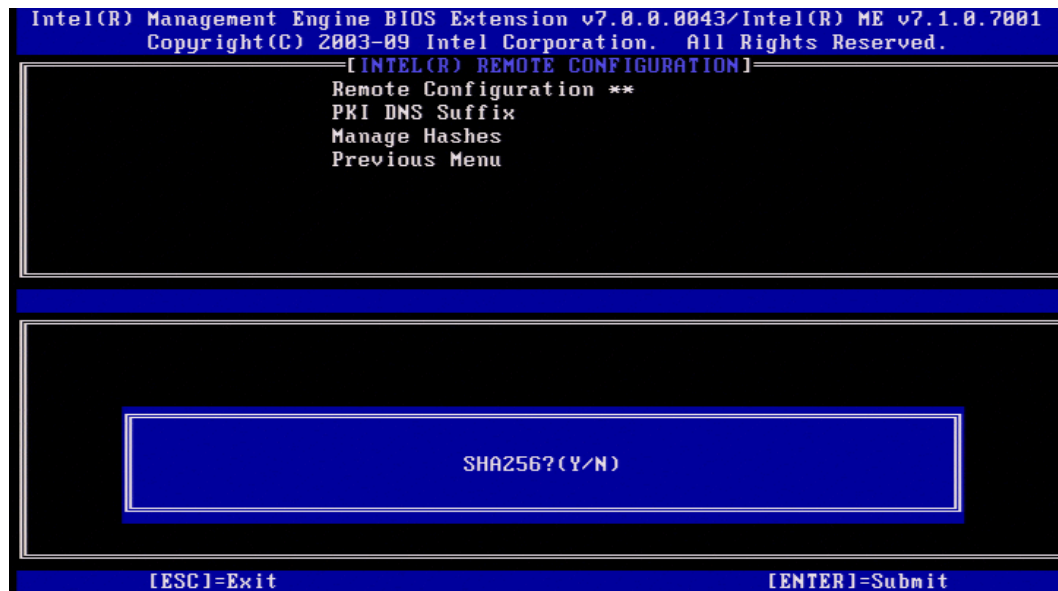 Intel(R) Management Engine BIOS Extension v7.0.0.0043/Intel(R) ME v7.1.0.7001
Copyright(C) 2003-09 Intel Corporation. All Rights Reserved.
[INTEL(R) REMOTE CONFIGURATION]
Remote Configuration **
PKI DNS Suffix
Manage Hashes
Previous Menu
SHA256?(Y/N)
[ESC]=Exit [ENTER]=Submit